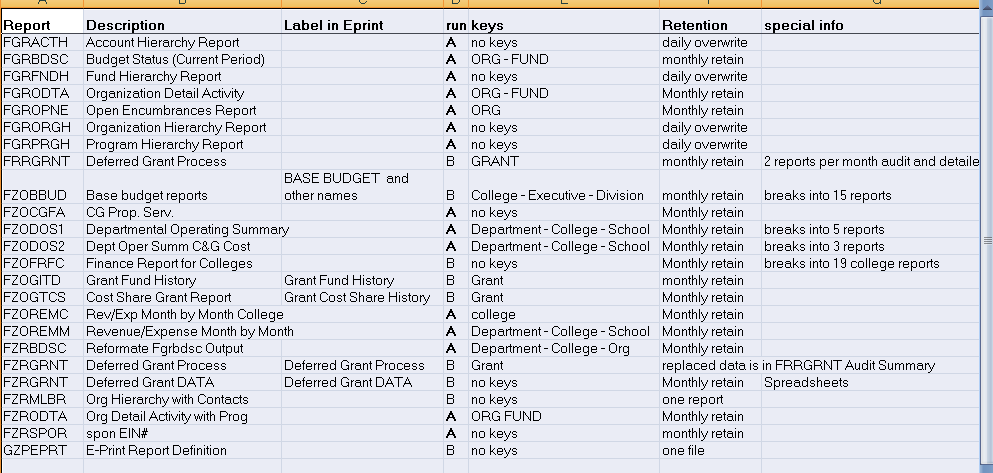 Report Description Label in Eprint run keys Retention special info
FGRACTH Account Hierarchy Report A no keys daily overwrite
FGRBDSC Budget Status (Current Period) A ORG - FUND monthly retain
FGRFNDH Fund Hierarchy Report A no keys daily overwrite
FGRODTA Organization Detail Activity A ORG - FUND Monthly retain
FGROPNE Open Encumbrances Report A ORG Monthly retain
FGRORGH Organization Hierarchy Report A no keys daily overwrite
FGRPRGH Program Hierarchy Report A no keys daily overwrite
FRRGRNT Deferred Grant Process B GRANT monthly retain 2 reports per month audit and detaile
BASE BUDGET and
FZOBBUD Base budget reports other names B College - Executive - Division monthly retain breaks into 15 reports
FZOCGFA CG Prop. Serv. A no keys Monthly retain
FZODOS1 Departmental Operating Summary A Department - College - School Monthly retain breaks into 5 reports
FZODOS2 Dept Oper Summ C&G Cost A Department - College - School Monthly retain breaks into 3 reports
FZOFRFC Finance Report for Colleges B no keys Monthly retain breaks into 19 college reports
FZOGITD Grant Fund History Grant Fund History B Grant monthly retain
FZOGTCS Cost Share Grant Report Grant Cost Share History B Grant Monthly retain
FZOREMC Rev/Exp Month by Month College A college Monthly retain
FZOREMM Revenue/Expense Month by Month A Department - College - School Monthly retain
FZRBDSC Reformate Fgrbdsc Output A Department - College - Org Monthly retain
FZRGRNT Deferred Grant Process Deferred Grant Process B Grant replaced data is in FRRGRNT Audit Summary
FZRGRNT Deferred Grant DATA Deferred Grant DATA B no keys Monthly retain Spreadsheets
FZRMLBR Org Hierarchy with Contacts B no keys one report
FZRODTA Org Detail Activity with Prog A ORG FUND Monthly retain
FZRSPOR spon EIN# A no keys monthly retain
GZPEPRT E-Print Report Definition B no keys one file